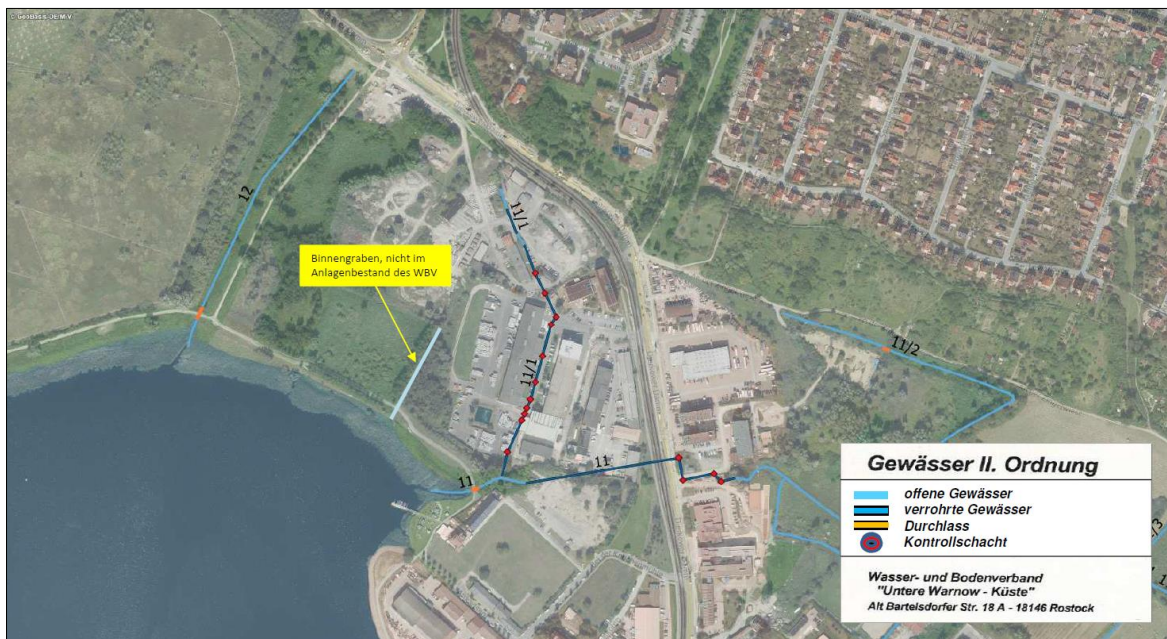 © GeoBasis-DE/M-V
12
11/1
Binnengraben, nicht im
Anlagenbestand des WBV
11/2
11/1
11
11
Gewässer II. Ordnung
offene Gewässer
verrohrte Gewässer
Durchlass
Kontrollschacht
Wasser- und Bodenverband
"Untere Warnow - Küste"
Alt Bartelsdorfer Str. 18 A - 18146 Rostock